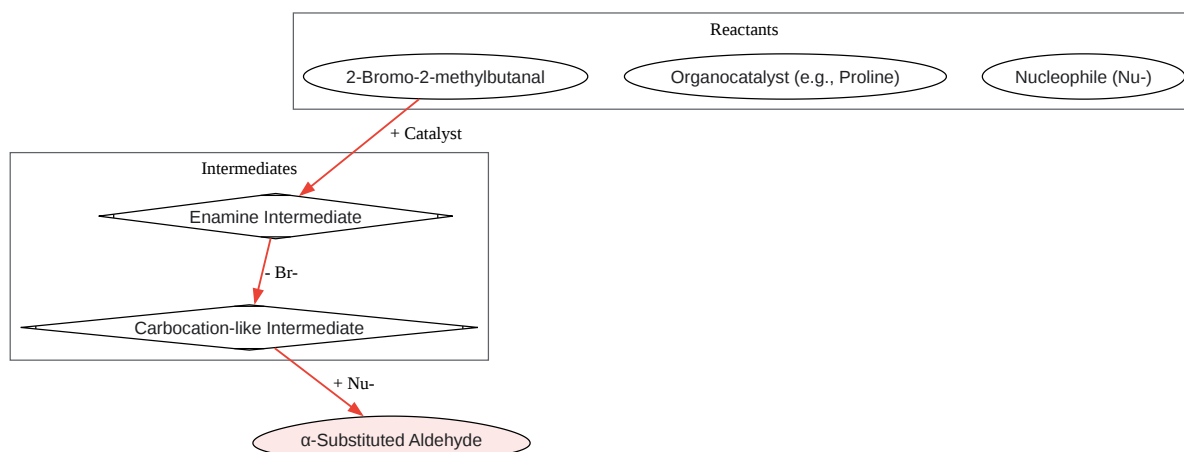 Reactants
2-Bromo-2-methylbutanal
Organocatalyst (e.g., Proline)
Nucleophile (Nu-)
+ Catalyst
Intermediates
Enamine Intermediate
- Br-
Carbocation-like Intermediate
+ Nu-
α-Substituted Aldehyde